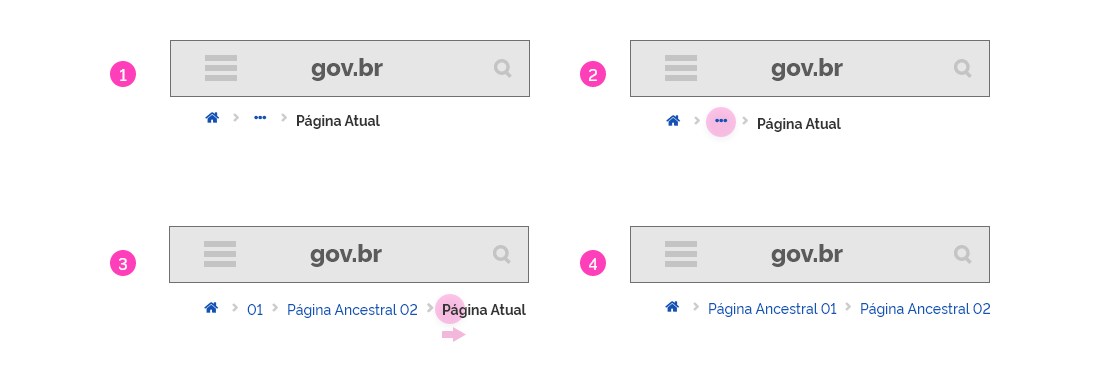 1
gov.br
••• Página Atual
2
gov.br
••• Página Atual
3
gov.br
01 Página Ancestral 02 Página Atual
4
gov.br
Página Ancestral 01 Página Ancestral 02